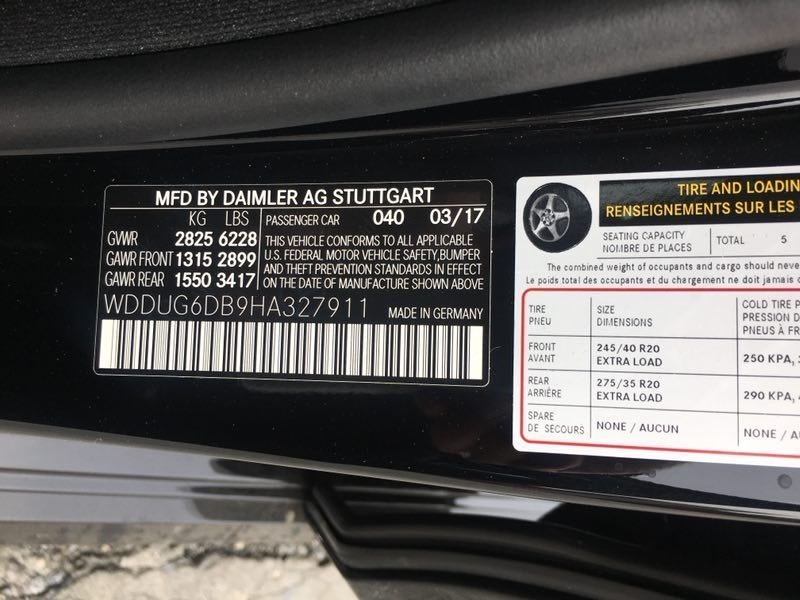 MFD BY DAIMLER AG STUTTGART
KG LBS PASSENGER CAR 040 03/17
GVWR 2825 6228
GAWR FRONT 1315 2899
GAWR REAR 1550 3417
THIS VEHICLE CONFORMS TO ALL APPLICABLE
U.S. FEDERAL MOTOR VEHICLE SAFETY,BUMPER
AND THEFT PREVENTION STANDARDS IN EFFECT
ON THE DATE OF MANUFACTURE SHOWN ABOVE
WDDUG6DB9HA327911 MADE IN GERMANY
TIRE AND LOADIN
RENSEIGNEMENTS SUR LES
SEATING CAPACITY
NOMBRE DE PLACES
TOTAL 5
The combined weight of occupants and cargo should neve
Le poids total des occupants et du chargement ne doit jamais
TIRE
PNEU
SIZE
DIMENSIONS
COLD TIRE P
PRESSION D
PNEUS À FR
FRONT
AVANT
245/40 R20
EXTRA LOAD
250 KPA,
REAR
ARRIÈRE
275/35 R20
EXTRA LOAD
290 KPA,
SPARE
DE SECOURS
NONE / AUCUN
NONE / A